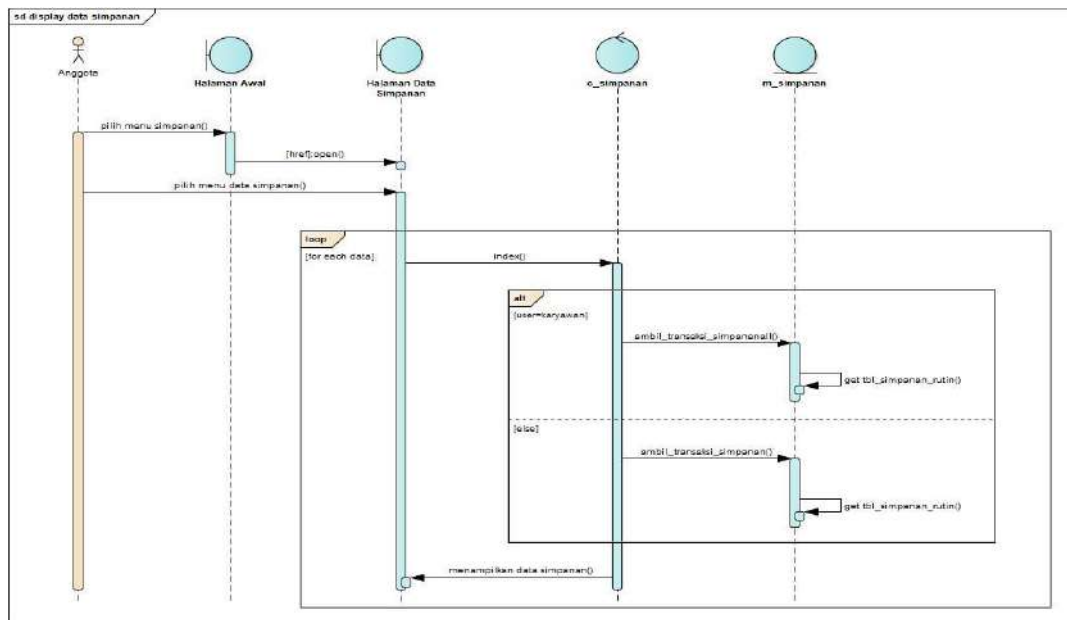 sd display data simpanan
Anggota
Halaman Awal
Halaman Data
Simpanan
c_simpanan
m_simpanan
pilih menu simpanan()
[href]:open()
pilih menu data simpanan()
loop
[for each data]
index()
alt
[user=karyawan]
ambil_transaksi_simpananall()
get tbl_simpanan_rutin()
[else]
ambil_transaksi_simpanan()
get tbl_simpanan_rutin()
menampilkan data simpanan()